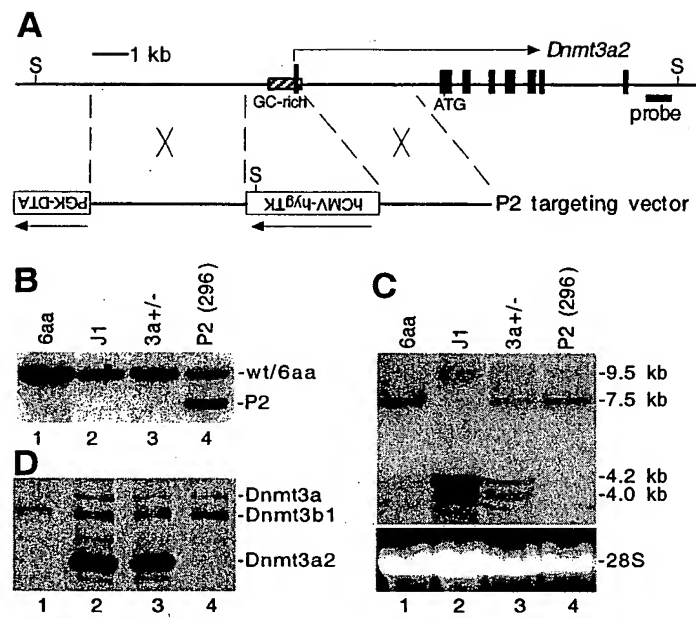 A
S
1 kb
Dnmt3a2
S
GC-rich
ATG
probe
S
PGK-DTA
hCMV-hygTK
P2 targeting vector
B
6aa
J1
3a+/-
P2 (296)
-wt/6aa
-P2
1 2 3 4
C
6aa
J1
3a+/-
P2 (296)
-9.5 kb
-7.5 kb
-4.2 kb
-4.0 kb
-28S
1 2 3 4
D
-Dnmt3a
-Dnmt3b1
-Dnmt3a2
1 2 3 4